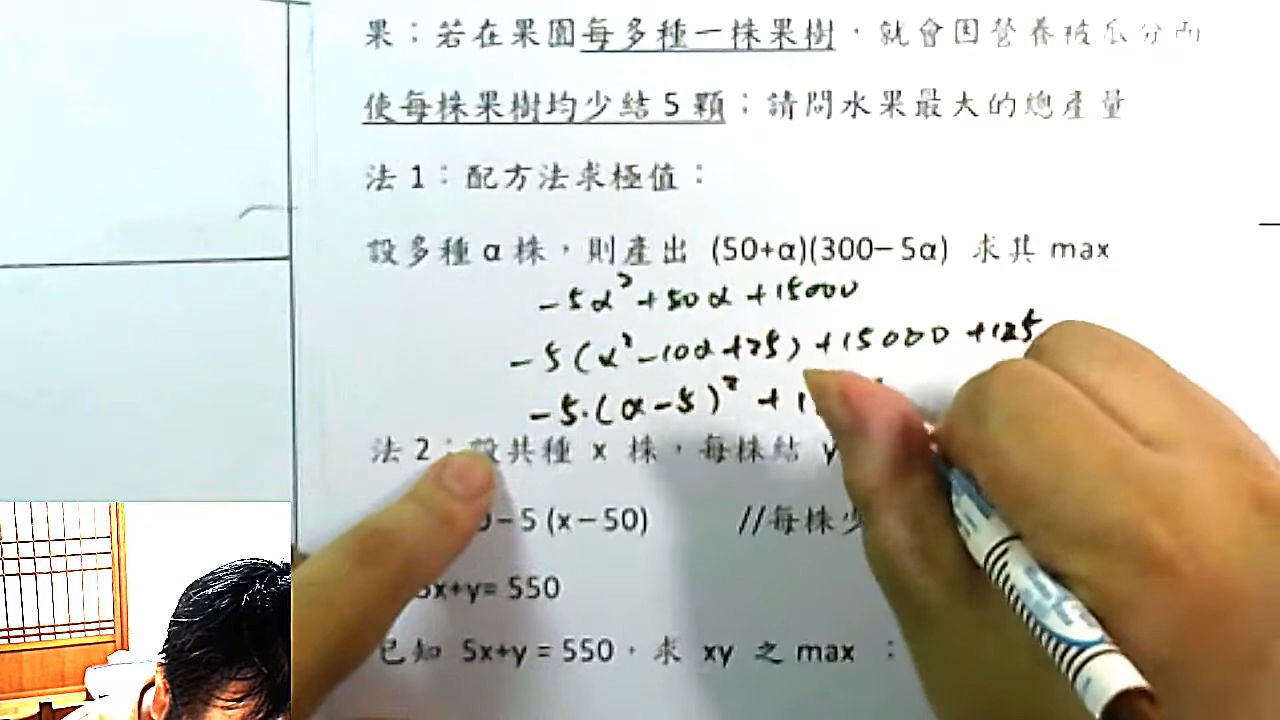 果；若在果園每多種一株果樹，就會因營養被瓜分而
使每株果樹均少結 5 顆；請問水果最大的總產量
法 1：配方法求極值：
設多種 α 株，則產出 (50+α)(300– 5α) 求其 max
-5α²+50α+15000
-5(α²-10α+25)+15000 +125
-5·(α-5)² + 1
法 2：設共種 x 株，每株結 y
– 5 (x – 50) //每株少
5x+y= 550
已知 5x+y = 550，求 xy 之 max ：